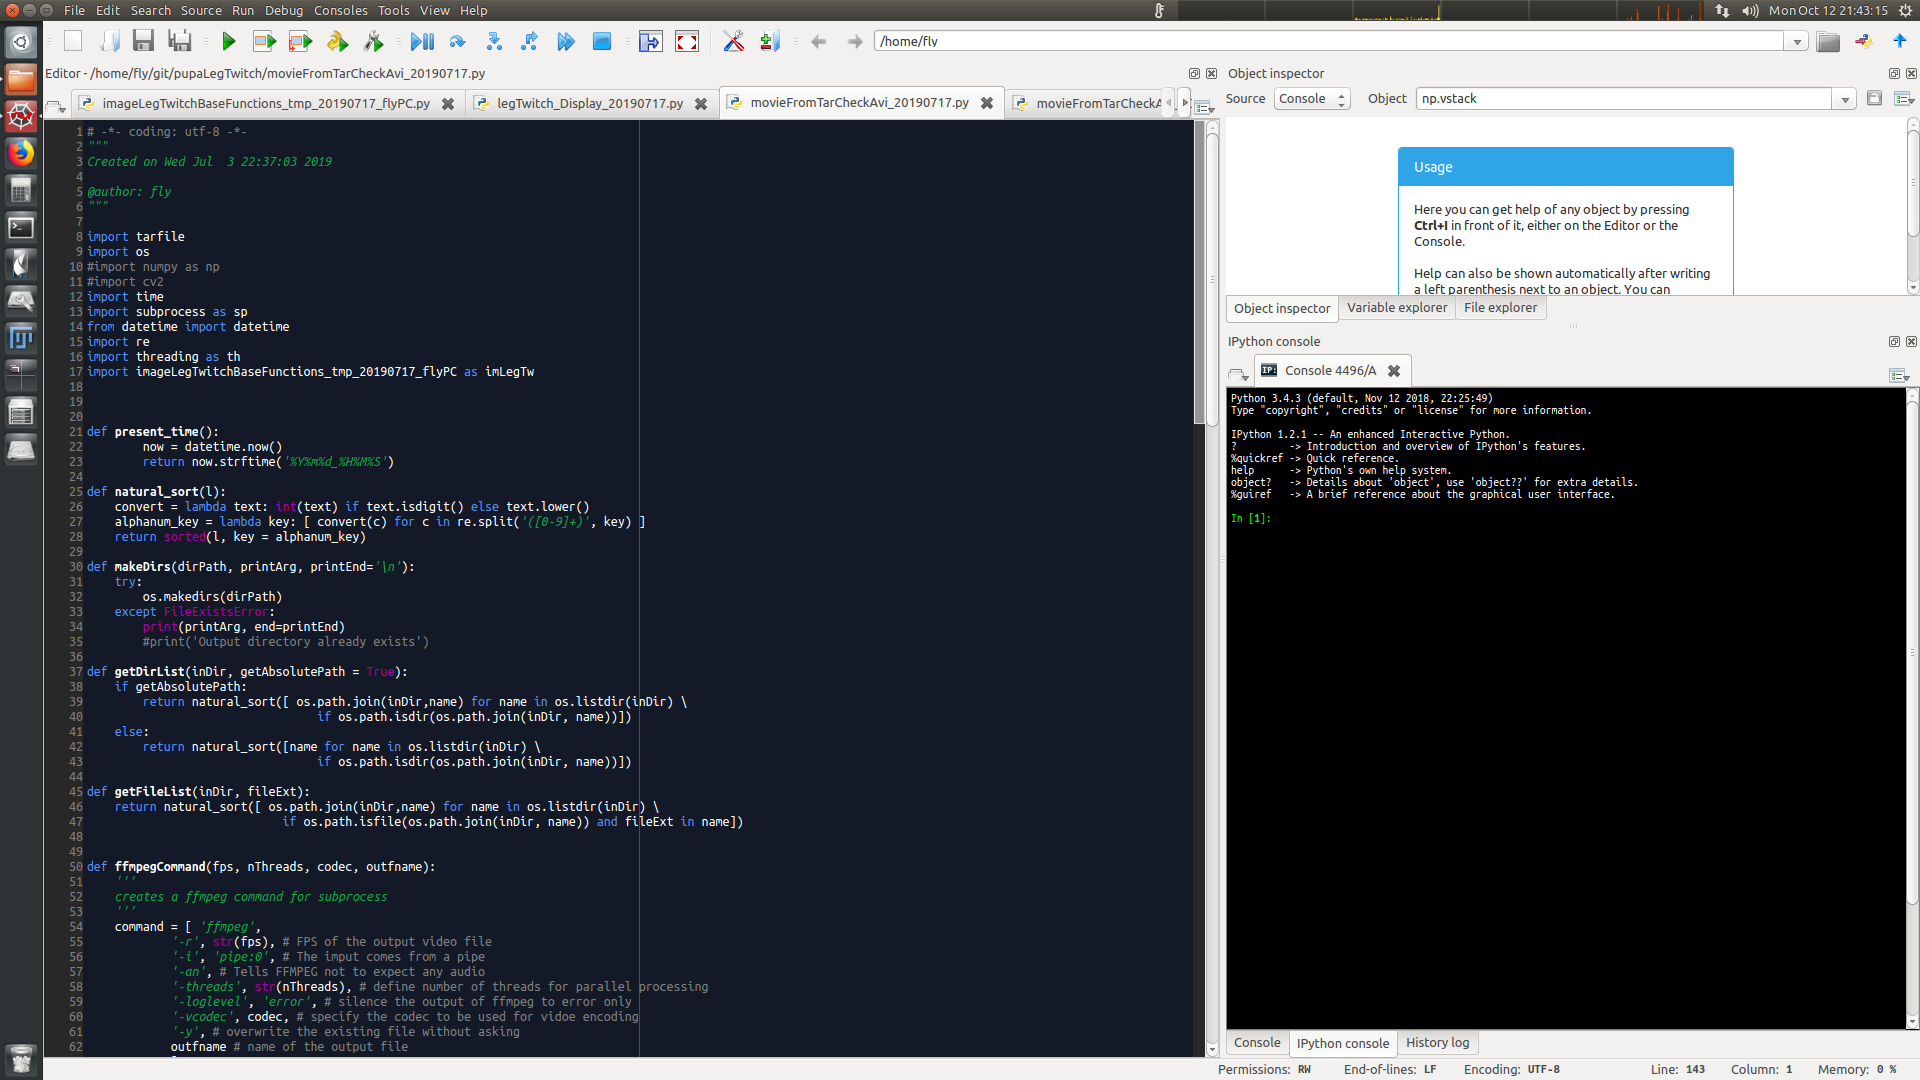 File Edit Search Source Run Debug Consoles Tools View Help
Mon Oct 12 21:43:15
/home/fly
Editor - /home/fly/git/pupaLegTwitch/movieFromTarCheckAvi_20190717.py
imageLegTwitchBaseFunctions_tmp_20190717_flyPC.py
legTwitch_Display_20190717.py
movieFromTarCheckAvi_20190717.py
movieFromTarCheckA
1 # -*- coding: utf-8 -*-
2 """
3 Created on Wed Jul  3 22:37:03 2019
4
5 @author: fly
6 """
7
8 import tarfile
9 import os
10 #import numpy as np
11 #import cv2
12 import time
13 import subprocess as sp
14 from datetime import datetime
15 import re
16 import threading as th
17 import imageLegTwitchBaseFunctions_tmp_20190717_flyPC as imLegTw
18
19
20
21 def present_time():
22         now = datetime.now()
23         return now.strftime('%Y%m%d_%H%M%S')
24
25 def natural_sort(l):
26     convert = lambda text: int(text) if text.isdigit() else text.lower()
27     alphanum_key = lambda key: [ convert(c) for c in re.split('([0-9]+)', key) ]
28     return sorted(l, key = alphanum_key)
29
30 def makeDirs(dirPath, printArg, printEnd='\n'):
31     try:
32         os.makedirs(dirPath)
33     except FileExistsError:
34         print(printArg, end=printEnd)
35         #print('Output directory already exists')
36
37 def getDirList(inDir, getAbsolutePath = True):
38     if getAbsolutePath:
39         return natural_sort([ os.path.join(inDir,name) for name in os.listdir(inDir) \
40                                  if os.path.isdir(os.path.join(inDir, name))])
41     else:
42         return natural_sort([name for name in os.listdir(inDir) \
43                                  if os.path.isdir(os.path.join(inDir, name))])
44
45 def getFileList(inDir, fileExt):
46     return natural_sort([ os.path.join(inDir,name) for name in os.listdir(inDir) \
47                             if os.path.isfile(os.path.join(inDir, name)) and fileExt in name])
48
49
50 def ffmpegCommand(fps, nThreads, codec, outfname):
51     '''
52     creates a ffmpeg command for subprocess
53     '''
54     command = [ 'ffmpeg',
55             '-r', str(fps), # FPS of the output video file
56             '-i', 'pipe:0', # The imput comes from a pipe
57             '-an', # Tells FFMPEG not to expect any audio
58             '-threads', str(nThreads), # define number of threads for parallel processing
59             '-loglevel', 'error', # silence the output of ffmpeg to error only
60             '-vcodec', codec, # specify the codec to be used for vidoe encoding
61             '-y', # overwrite the existing file without asking
62             outfname # name of the output file
Object inspector
Source Console Object np.vstack
Usage
Here you can get help of any object by pressing
Ctrl+I in front of it, either on the Editor or the
Console.
Help can also be shown automatically after writing
a left parenthesis next to an object. You can
Object inspector Variable explorer File explorer
IPython console
IP: Console 4496/A
Python 3.4.3 (default, Nov 12 2018, 22:25:49)
Type "copyright", "credits" or "license" for more information.
IPython 1.2.1 -- An enhanced Interactive Python.
?         -> Introduction and overview of IPython's features.
%quickref -> Quick reference.
help      -> Python's own help system.
object?   -> Details about 'object', use 'object??' for extra details.
%guiref   -> A brief reference about the graphical user interface.
In [1]:
Console IPython console History log
Permissions: RW End-of-lines: LF Encoding: UTF-8 Line: 143 Column: 1 Memory: 0 %